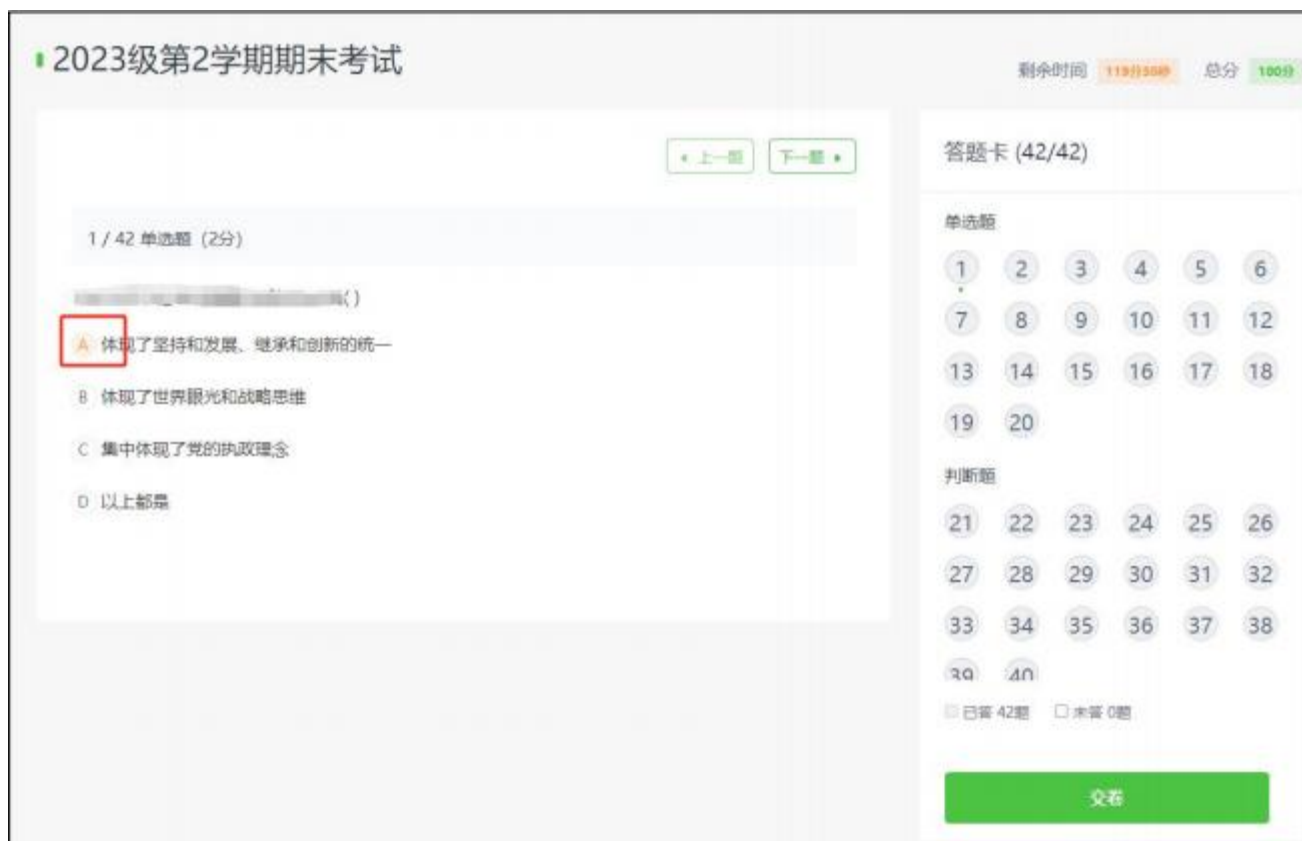 2023级第2学期期末考试
剩余时间 总分 100分
上一题 下一题
答题卡 (42/42)
1 / 42 单选题 (2分)
( )
A 体现了坚持和发展、继承和创新的统一
B 体现了世界眼光和战略思维
C 集中体现了党的执政理念
D 以上都是
单选题
1 2 3 4 5 6
7 8 9 10 11 12
13 14 15 16 17 18
19 20
判断题
21 22 23 24 25 26
27 28 29 30 31 32
33 34 35 36 37 38
39 40
已答 42题 未答 0题
交卷